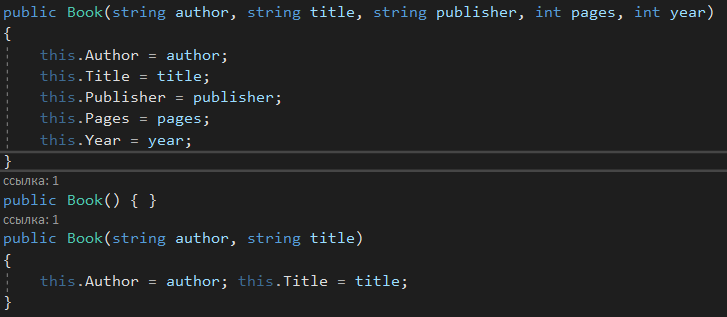 public Book(string author, string title, string publisher, int pages, int year)
{
this.Author = author;
this.Title = title;
this.Publisher = publisher;
this.Pages = pages;
this.Year = year;
}
ссылка: 1
public Book() { }
ссылка: 1
public Book(string author, string title)
{
this.Author = author; this.Title = title;
}